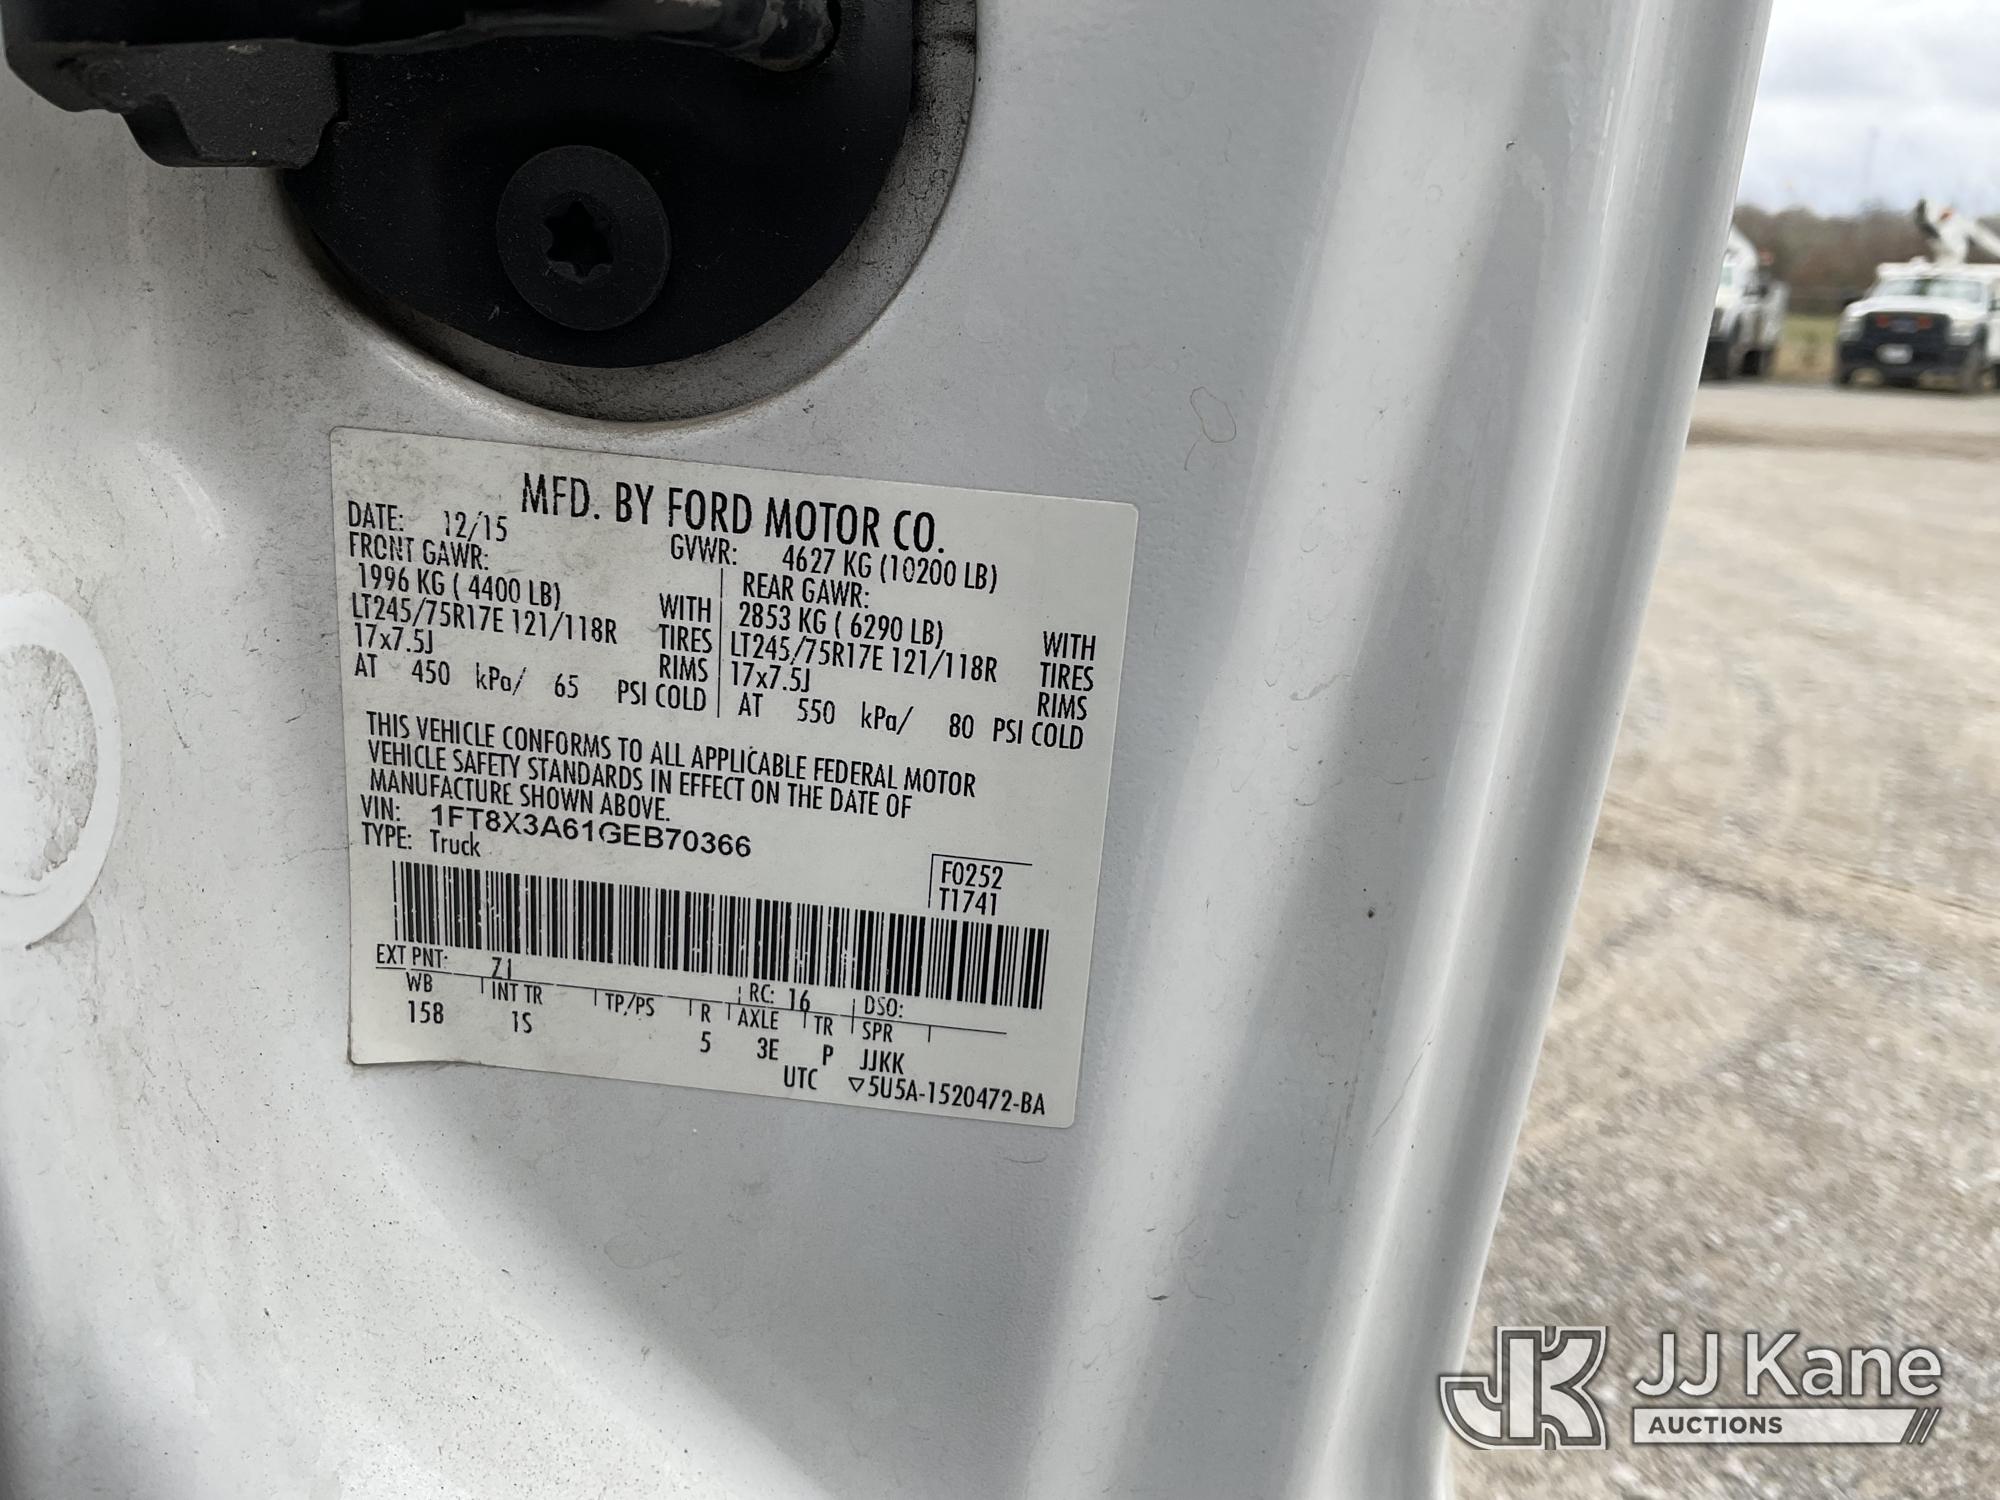 MFD. BY FORD MOTOR CO.
DATE: 12/15 GVWR: 4627 KG (10200 LB)
FRONT GAWR: REAR GAWR:
1996 KG ( 4400 LB) WITH 2853 KG ( 6290 LB) WITH
LT245/75R17E 121/118R TIRES LT245/75R17E 121/118R TIRES
17x7.5J RIMS 17x7.5J RIMS
AT 450 kPa/ 65 PSI COLD AT 550 kPa/ 80 PSI COLD
THIS VEHICLE CONFORMS TO ALL APPLICABLE FEDERAL MOTOR
VEHICLE SAFETY STANDARDS IN EFFECT ON THE DATE OF
MANUFACTURE SHOWN ABOVE.
VIN: 1FT8X3A61GEB70366
TYPE: Truck
F0252
T1741
EXT PNT: Z1 RC: 16 DSO:
WB INT TR TP/PS R AXLE TR SPR
158 1S 5 3E P JJKK
UTC ▽5U5A-1520472-BA
JK JJ Kane
AUCTIONS